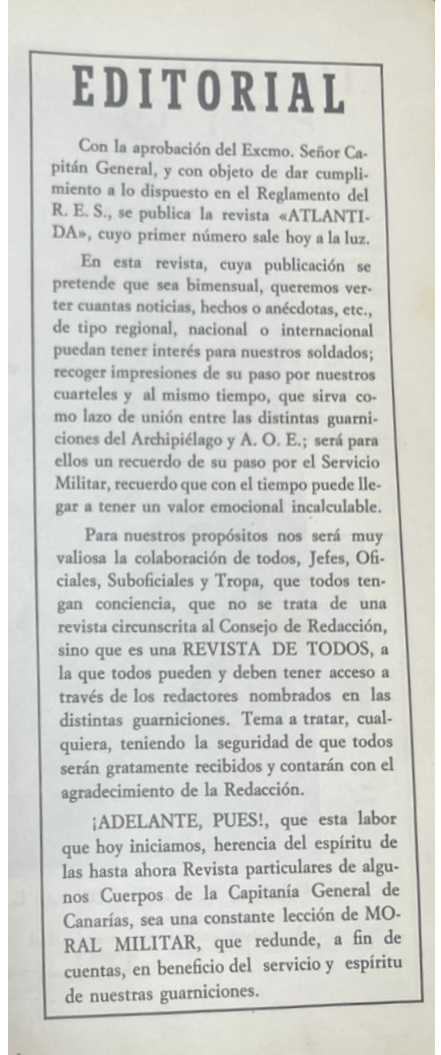 EDITORIAL
Con la aprobación del Excmo. Señor Ca-
pitán General, y con objeto de dar cumpli-
miento a lo dispuesto en el Reglamento del
R. E. S., se publica la revista «ATLANTI-
DA», cuyo primer número sale hoy a la luz.
En esta revista, cuya publicación se
pretende que sea bimensual, queremos ver-
ter cuantas noticias, hechos o anécdotas, etc.,
de tipo regional, nacional o internacional
puedan tener interés para nuestros soldados;
recoger impresiones de su paso por nuestros
cuarteles y al mismo tiempo, que sirva co-
mo lazo de unión entre las distintas guarni-
ciones del Archipiélago y A. O. E.; será para
ellos un recuerdo de su paso por el Servicio
Militar, recuerdo que con el tiempo puede lle-
gar a tener un valor emocional incalculable.
Para nuestros propósitos nos será muy
valiosa la colaboración de todos, Jefes, Ofi-
ciales, Suboficiales y Tropa, que todos ten-
gan conciencia, que no se trata de una
revista circunscrita al Consejo de Redacción,
sino que es una REVISTA DE TODOS, a
la que todos pueden y deben tener acceso a
través de los redactores nombrados en las
distintas guarniciones. Tema a tratar, cual-
quiera, teniendo la seguridad de que todos
serán gratamente recibidos y contarán con el
agradecimiento de la Redacción.
¡ADELANTE, PUES!, que esta labor
que hoy iniciamos, herencia del espíritu de
las hasta ahora Revista particulares de algu-
nos Cuerpos de la Capitanía General de
Canarías, sea una constante lección de MO-
RAL MILITAR, que redunde, a fin de
cuentas, en beneficio del servicio y espíritu
de nuestras guarniciones.